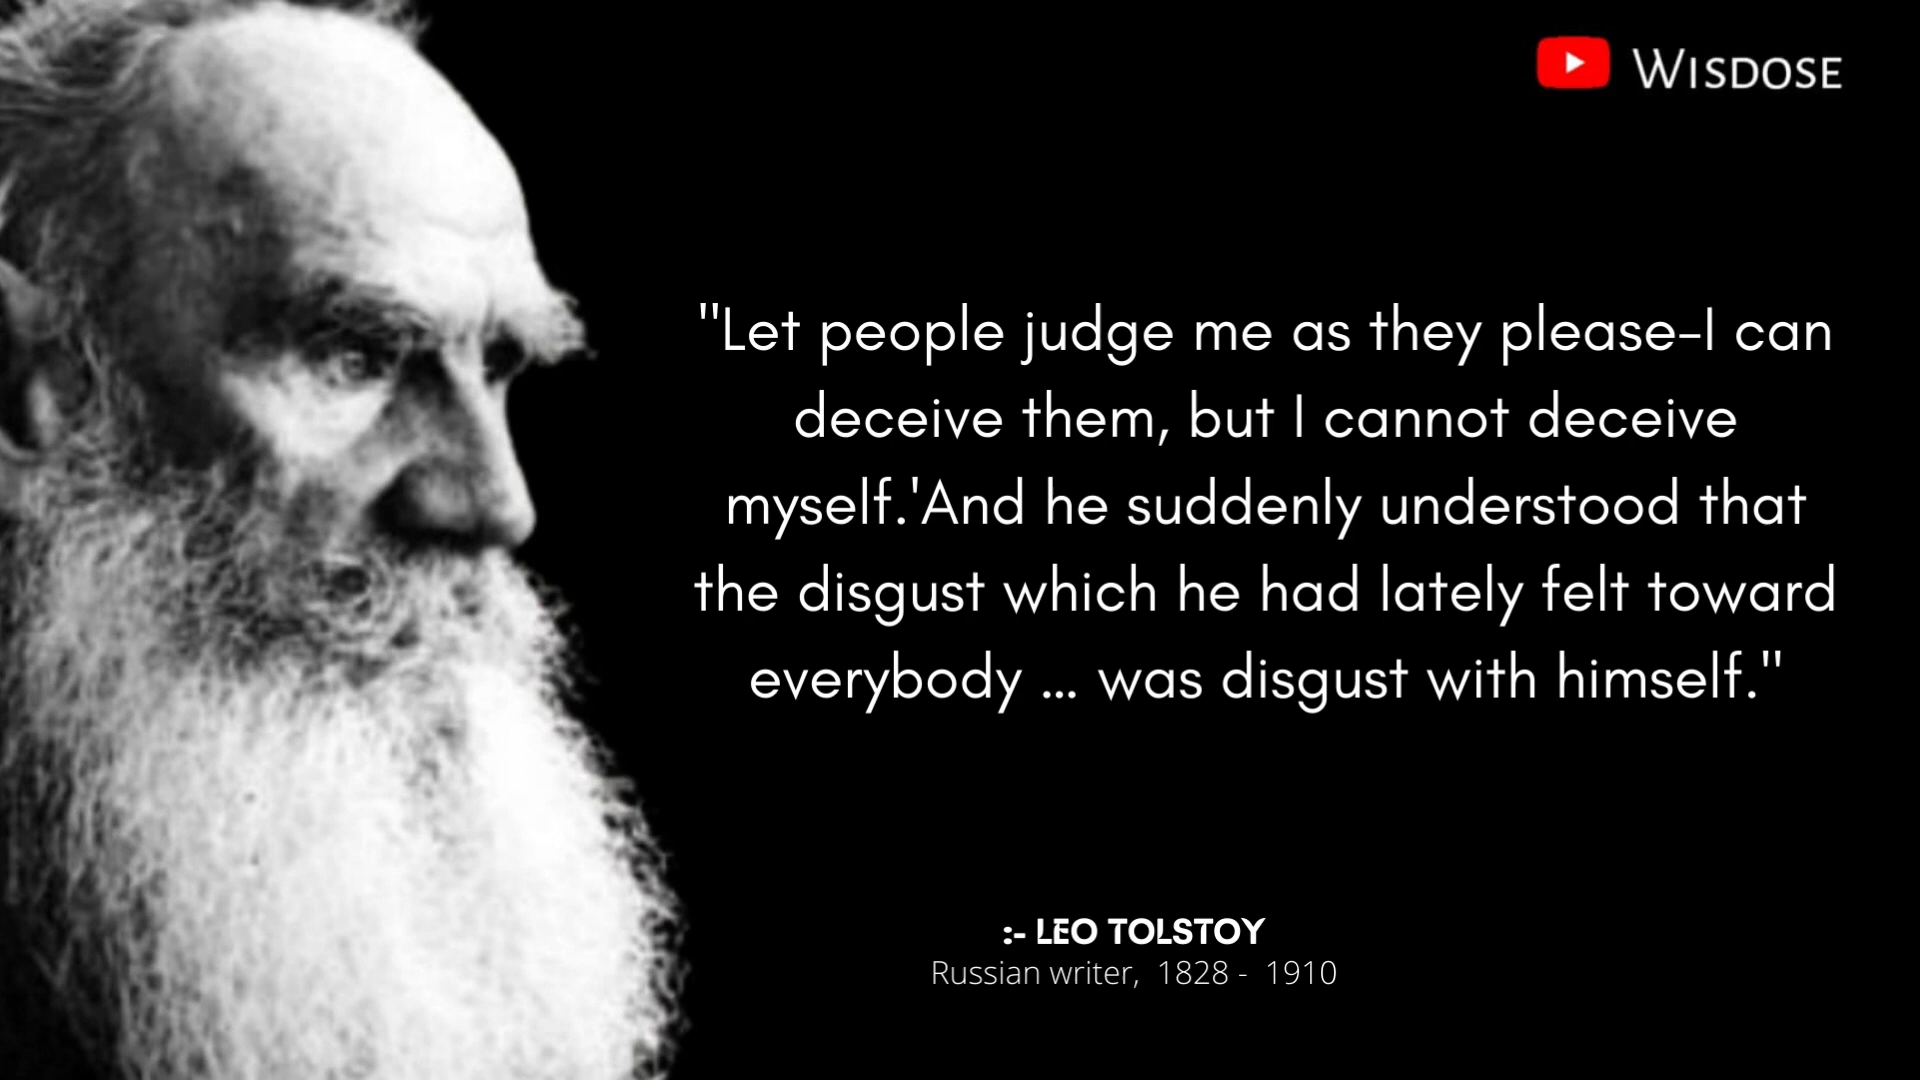 WISDOSE
"Let people judge me as they please-I can
deceive them, but I cannot deceive
myself.'And he suddenly understood that
the disgust which he had lately felt toward
everybody ... was disgust with himself."
:- LEO TOLSTOY
Russian writer, 1828 - 1910